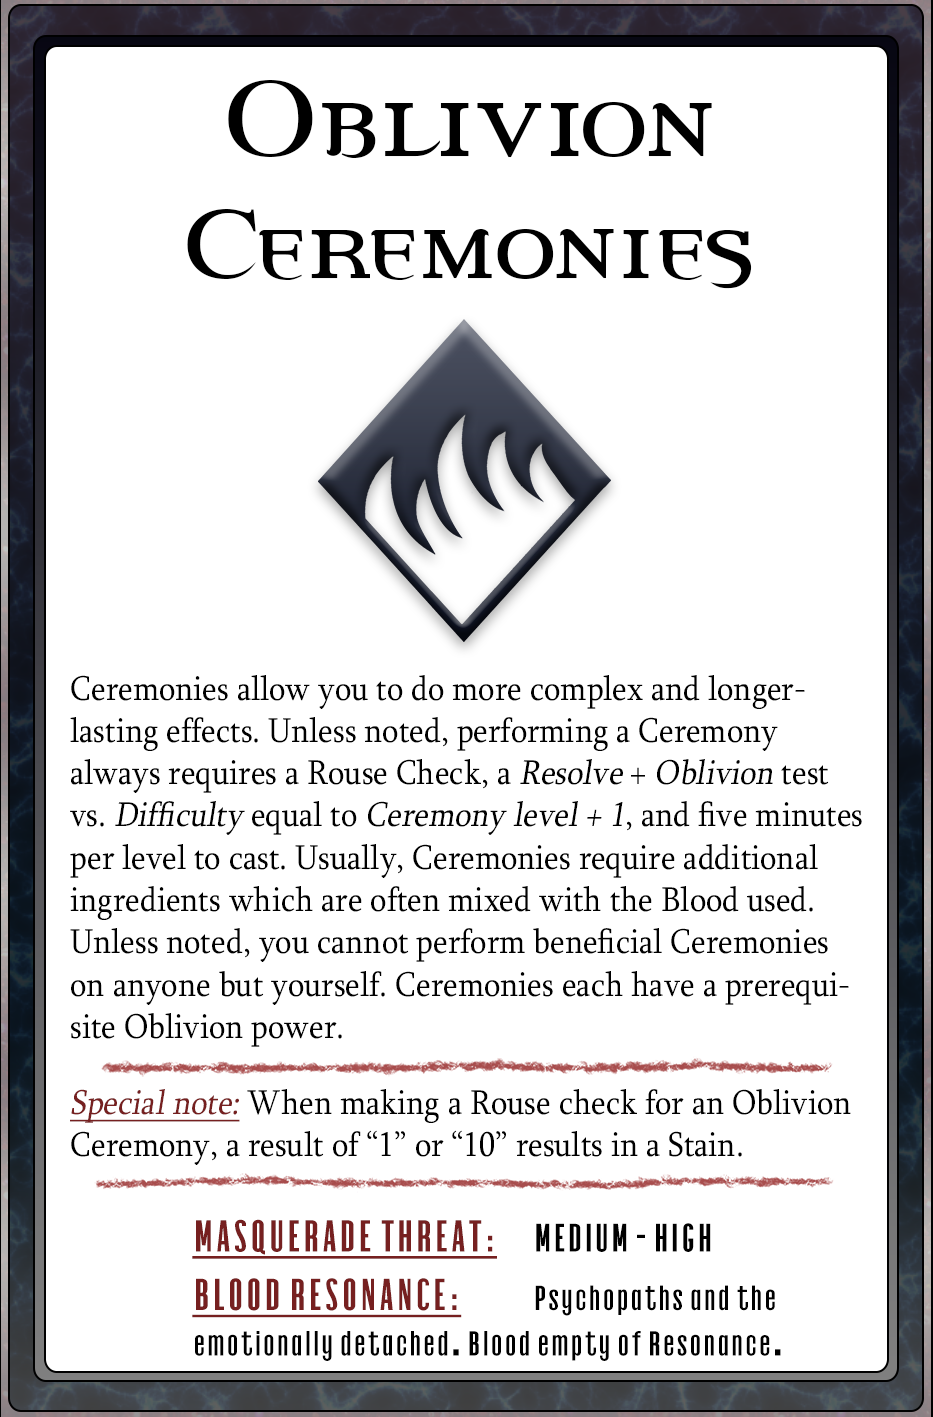 Oblivion
Ceremonies
Ceremonies allow you to do more complex and longer-
lasting effects. Unless noted, performing a Ceremony
always requires a Rouse Check, a Resolve + Oblivion test
vs. Difficulty equal to Ceremony level + 1, and five minutes
per level to cast. Usually, Ceremonies require additional
ingredients which are often mixed with the Blood used.
Unless noted, you cannot perform beneficial Ceremonies
on anyone but yourself. Ceremonies each have a prerequi-
site Oblivion power.
Special note: When making a Rouse check for an Oblivion
Ceremony, a result of “1” or “10” results in a Stain.
MASQUERADE THREAT: MEDIUM - HIGH
BLOOD RESONANCE: Psychopaths and the
emotionally detached. Blood empty of Resonance.